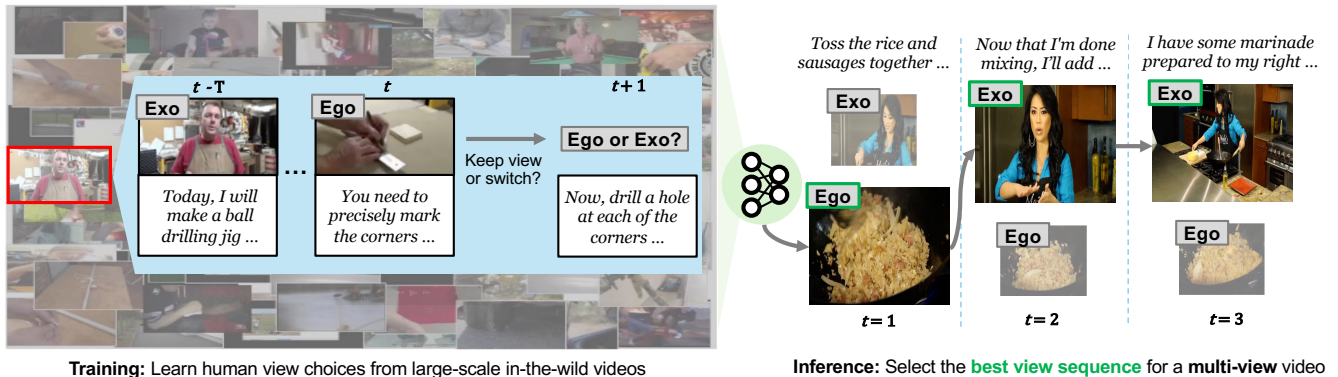 t -T
t
t+1
Exo
Ego
Ego or Exo?
Keep view
or switch?
...
Today, I will
make a ball
drilling jig ...
You need to
precisely mark
the corners ...
Now, drill a hole
at each of the
corners ...
Training: Learn human view choices from large-scale in-the-wild videos
Toss the rice and
sausages together ...
Exo
Ego
t=1
Now that I'm done
mixing, I'll add ...
Exo
Ego
t=2
I have some marinade
prepared to my right ...
Exo
Ego
t=3
Inference: Select the best view sequence for a multi-view video